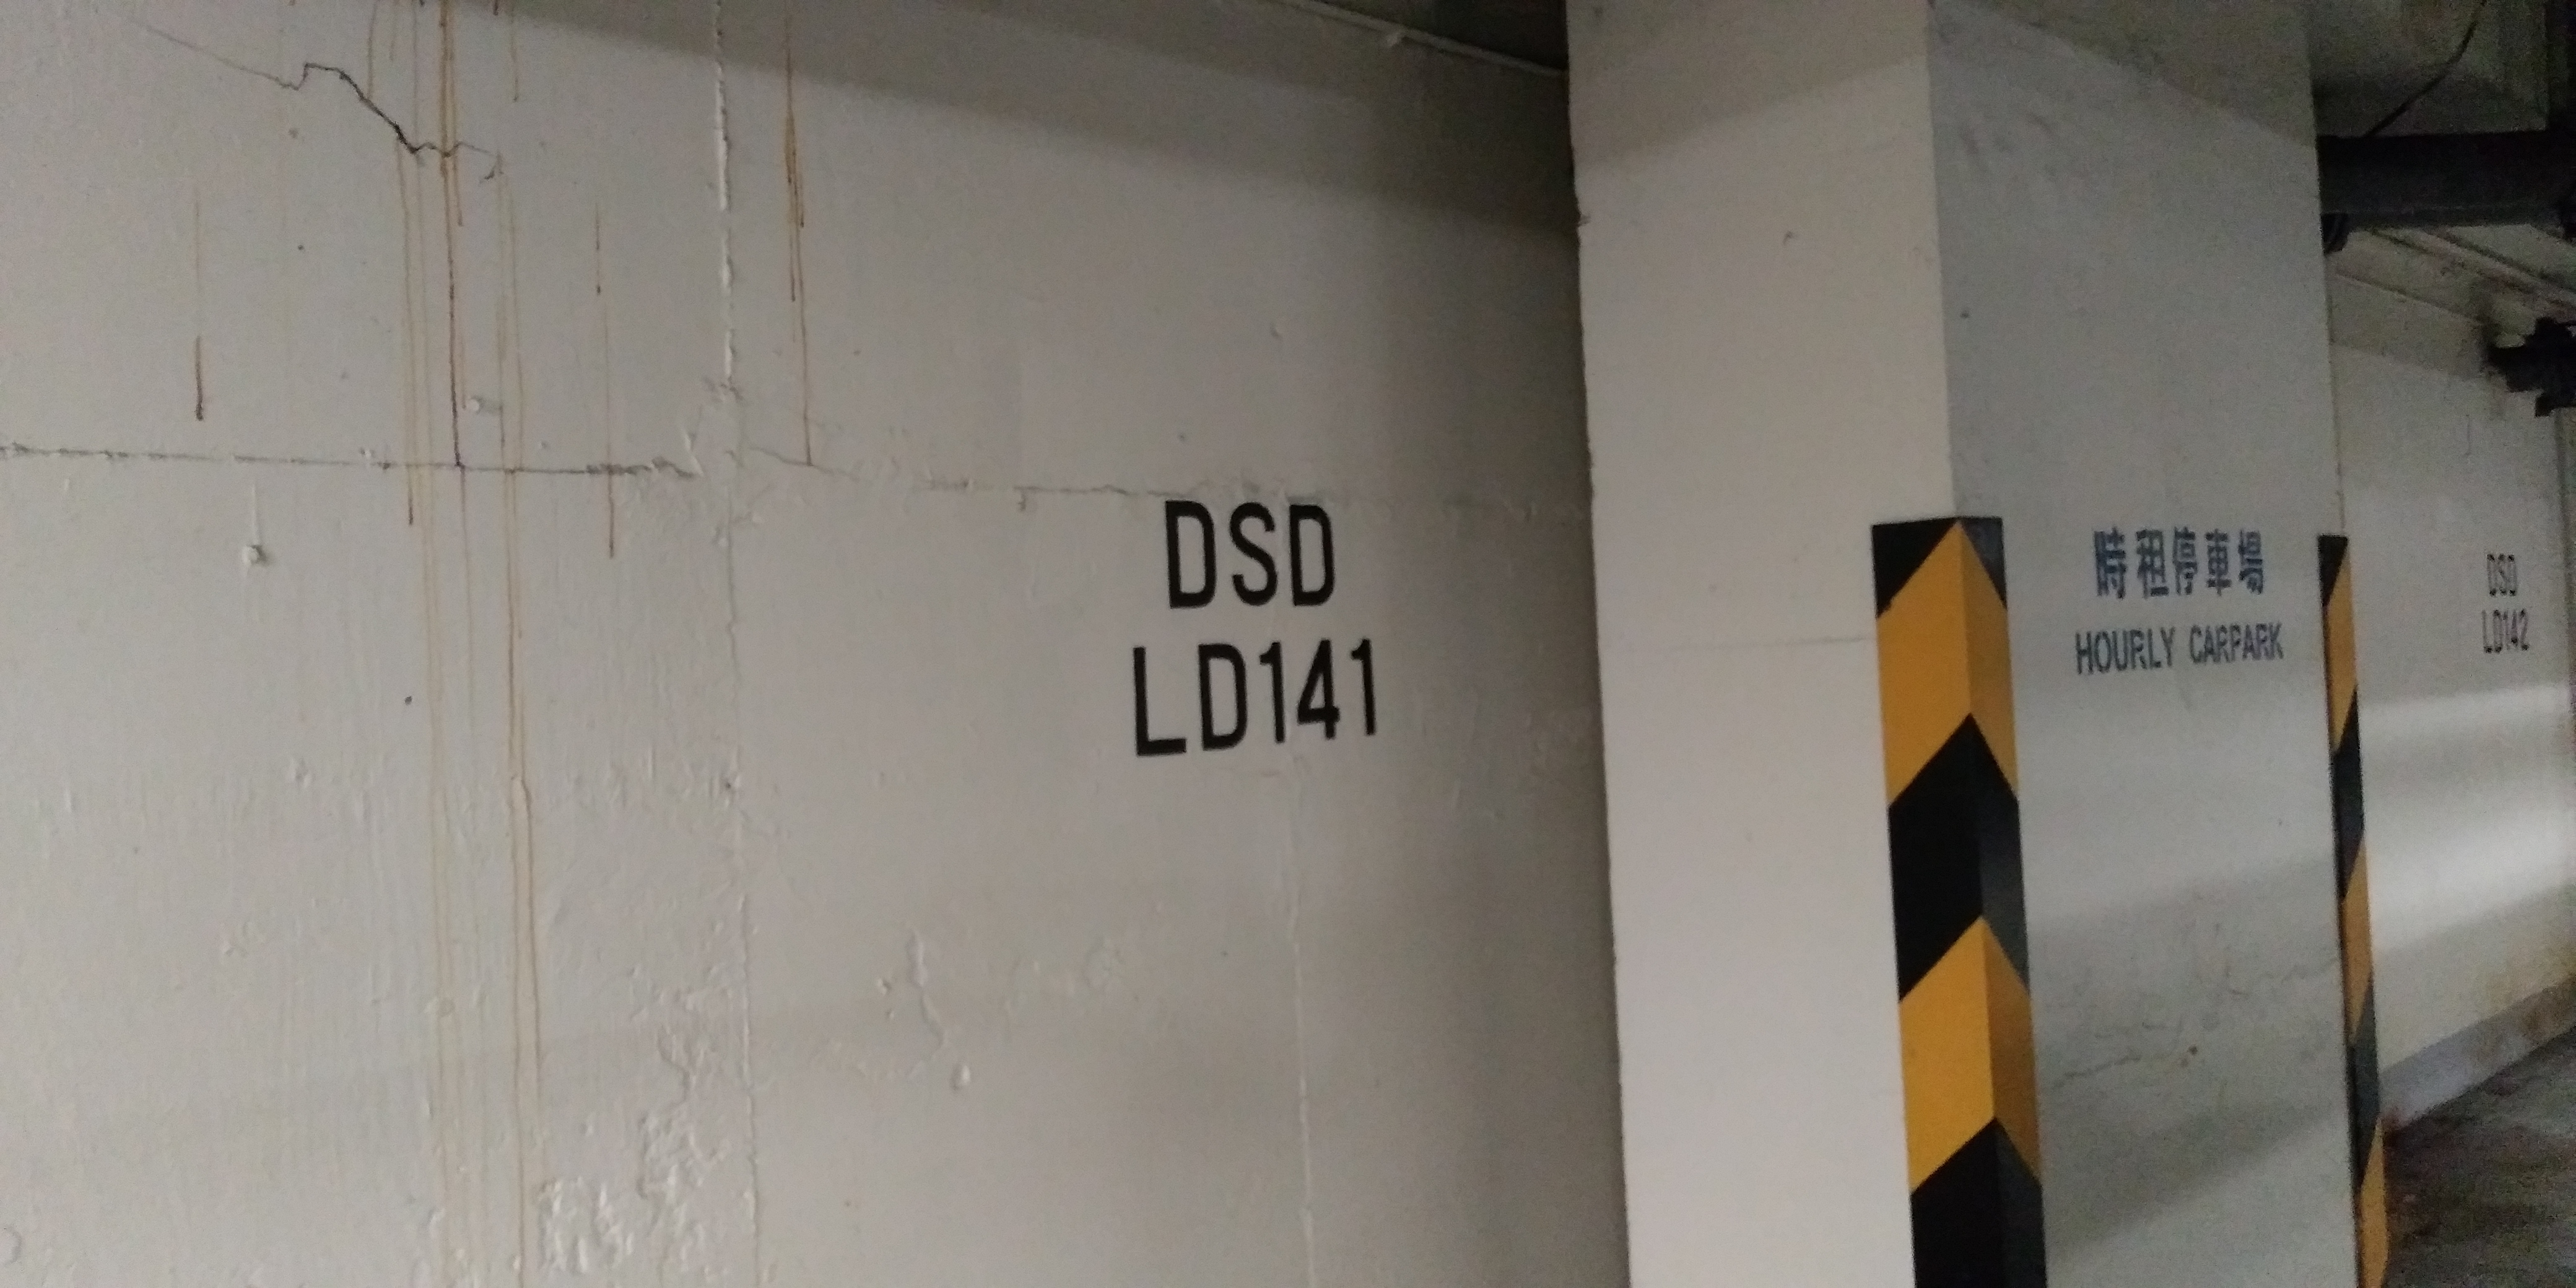 DSD
LD141
時租停車場
HOURLY CARPARK
DSD
LD142